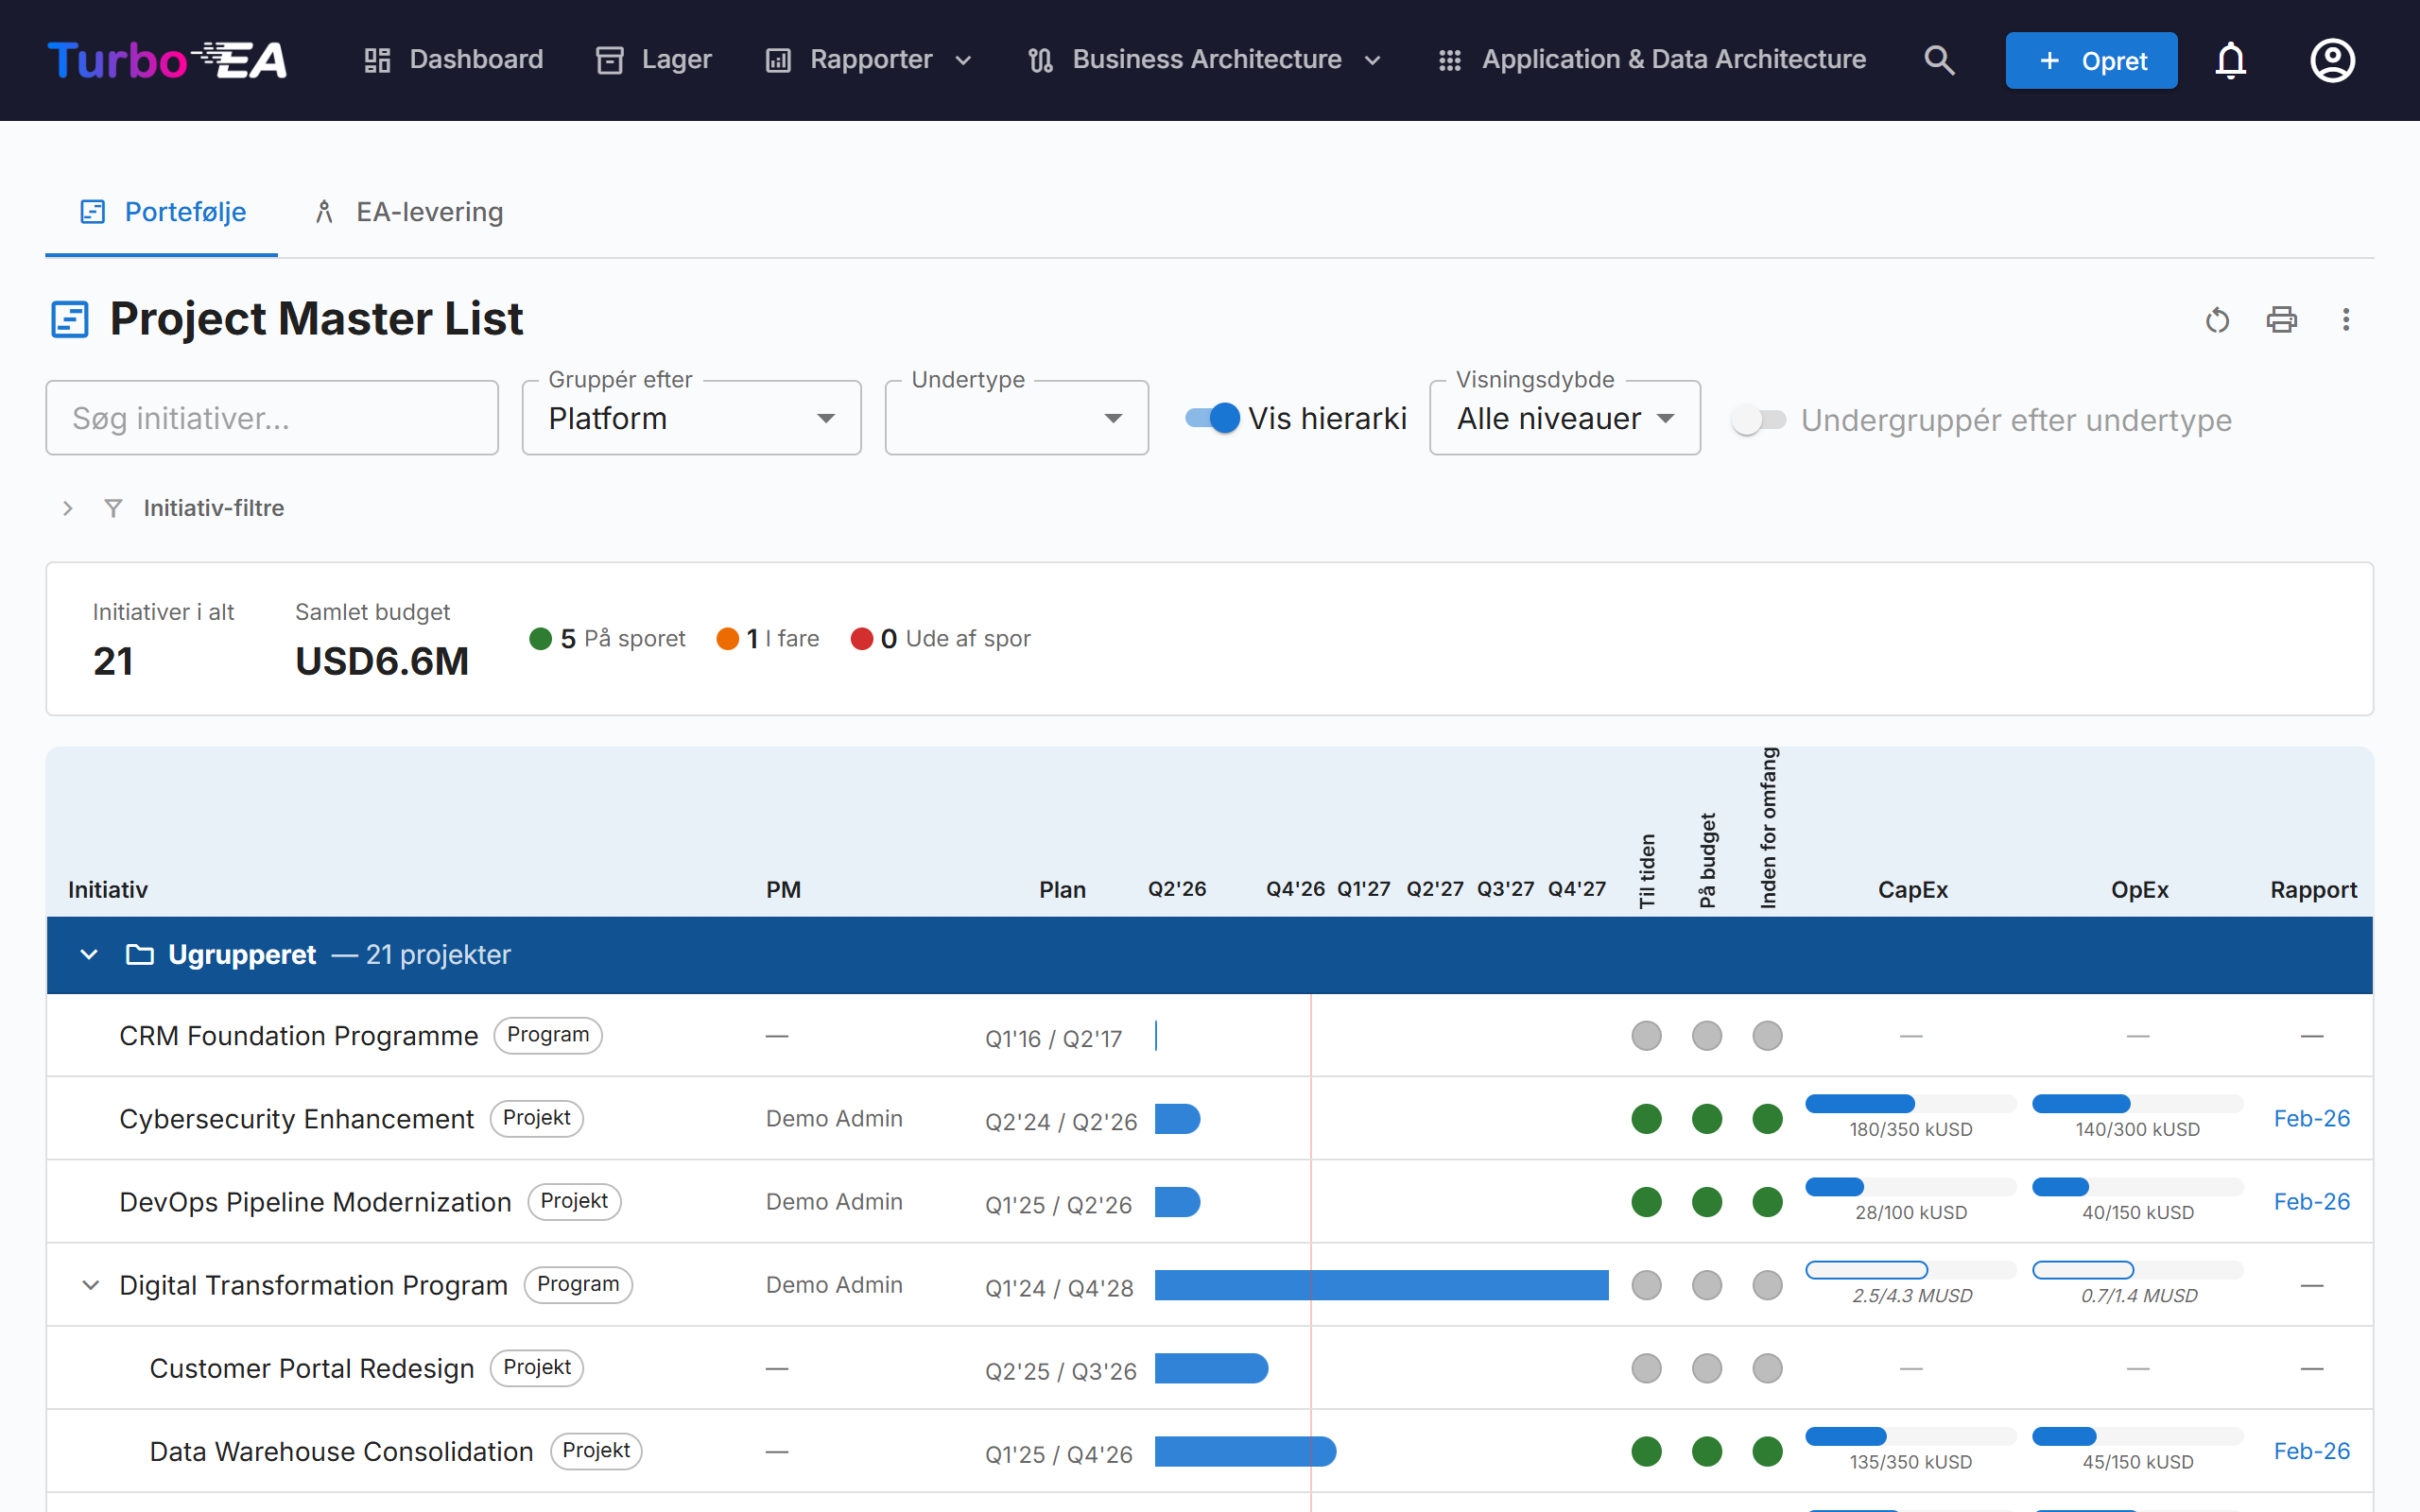 Turbo EA
Dashboard
Lager
Rapporter
Business Architecture
Application & Data Architecture
Opret
Portefølje
EA-levering
Project Master List
Søg initiativer...
Gruppér efter
Platform
Undertype
Vis hierarki
Visningsdybde
Alle niveauer
Undergruppér efter undertype
Initiativ-filtre
Initiativer i alt
21
Samlet budget
USD6.6M
5 På sporet
1 I fare
0 Ude af spor
Initiativ
PM
Plan
Q2'26
Q4'26
Q1'27
Q2'27
Q3'27
Q4'27
Til tiden
På budget
Inden for omfang
CapEx
OpEx
Rapport
Ugrupperet — 21 projekter
CRM Foundation Programme Program — Q1'16 / Q2'17 — — —
Cybersecurity Enhancement Projekt Demo Admin Q2'24 / Q2'26 180/350 kUSD 140/300 kUSD Feb-26
DevOps Pipeline Modernization Projekt Demo Admin Q1'25 / Q2'26 28/100 kUSD 40/150 kUSD Feb-26
Digital Transformation Program Program Demo Admin Q1'24 / Q4'28 2.5/4.3 MUSD 0.7/1.4 MUSD —
Customer Portal Redesign Projekt — Q2'25 / Q3'26 — — —
Data Warehouse Consolidation Projekt — Q1'25 / Q4'26 135/350 kUSD 45/150 kUSD Feb-26